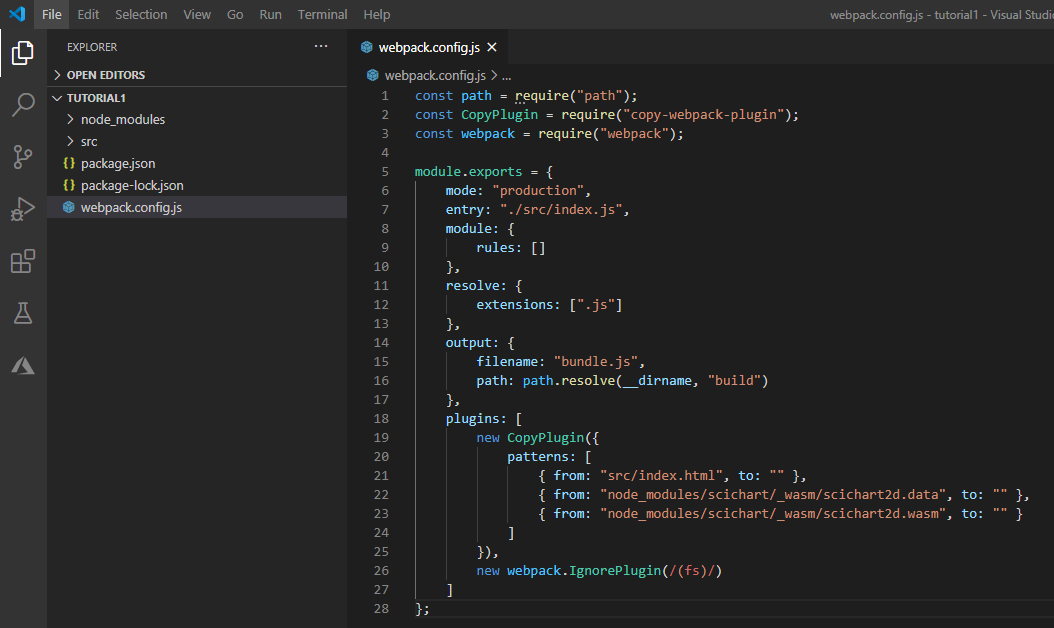 File Edit Selection View Go Run Terminal Help
webpack.config.js - tutorial1 - Visual Studio
EXPLORER ...
OPEN EDITORS
TUTORIAL1
node_modules
src
{} package.json
{} package-lock.json
webpack.config.js
webpack.config.js
webpack.config.js > ...
1 const path = require("path");
2 const CopyPlugin = require("copy-webpack-plugin");
3 const webpack = require("webpack");
4
5 module.exports = {
6 mode: "production",
7 entry: "./src/index.js",
8 module: {
9 rules: []
10 },
11 resolve: {
12 extensions: [".js"]
13 },
14 output: {
15 filename: "bundle.js",
16 path: path.resolve(__dirname, "build")
17 },
18 plugins: [
19 new CopyPlugin({
20 patterns: [
21 { from: "src/index.html", to: "" },
22 { from: "node_modules/scichart/_wasm/scichart2d.data", to: "" },
23 { from: "node_modules/scichart/_wasm/scichart2d.wasm", to: "" }
24 ]
25 }),
26 new webpack.IgnorePlugin(/(fs)/)
27 ]
28 };